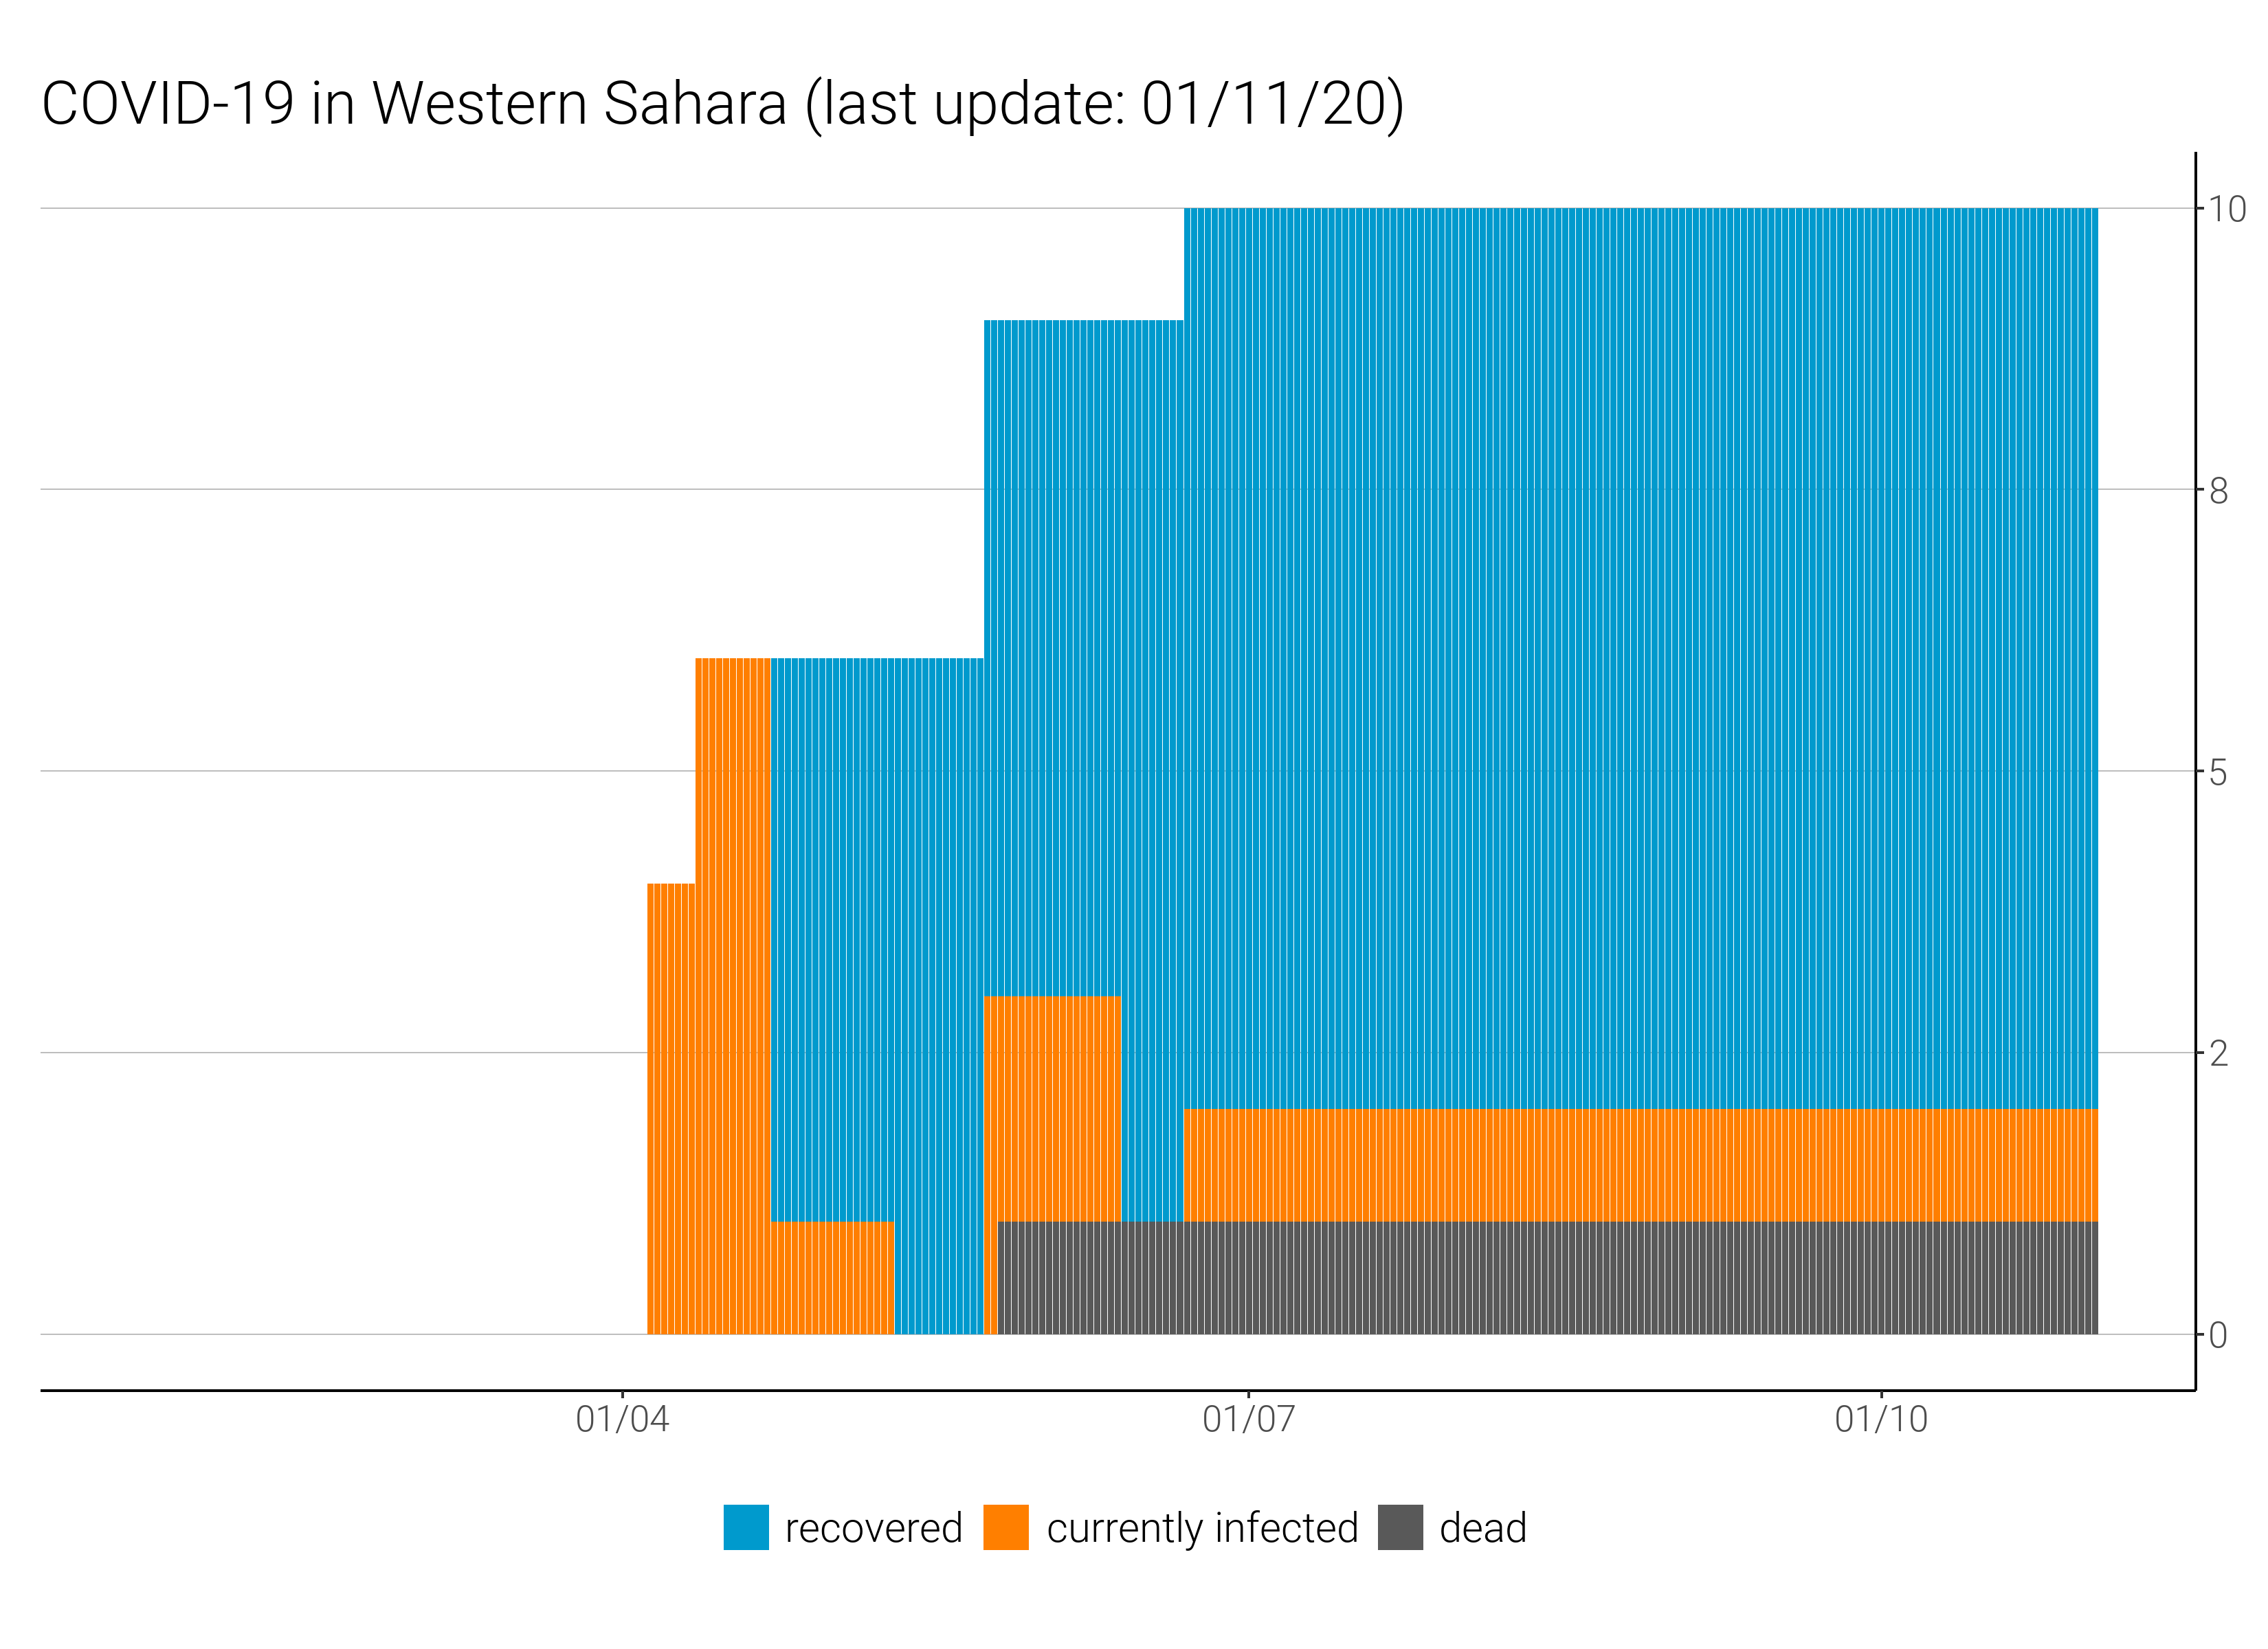 COVID-19 in Western Sahara (last update: 01/11/20)
10
8
5
2
0
01/04 01/07 01/10
recovered currently infected dead